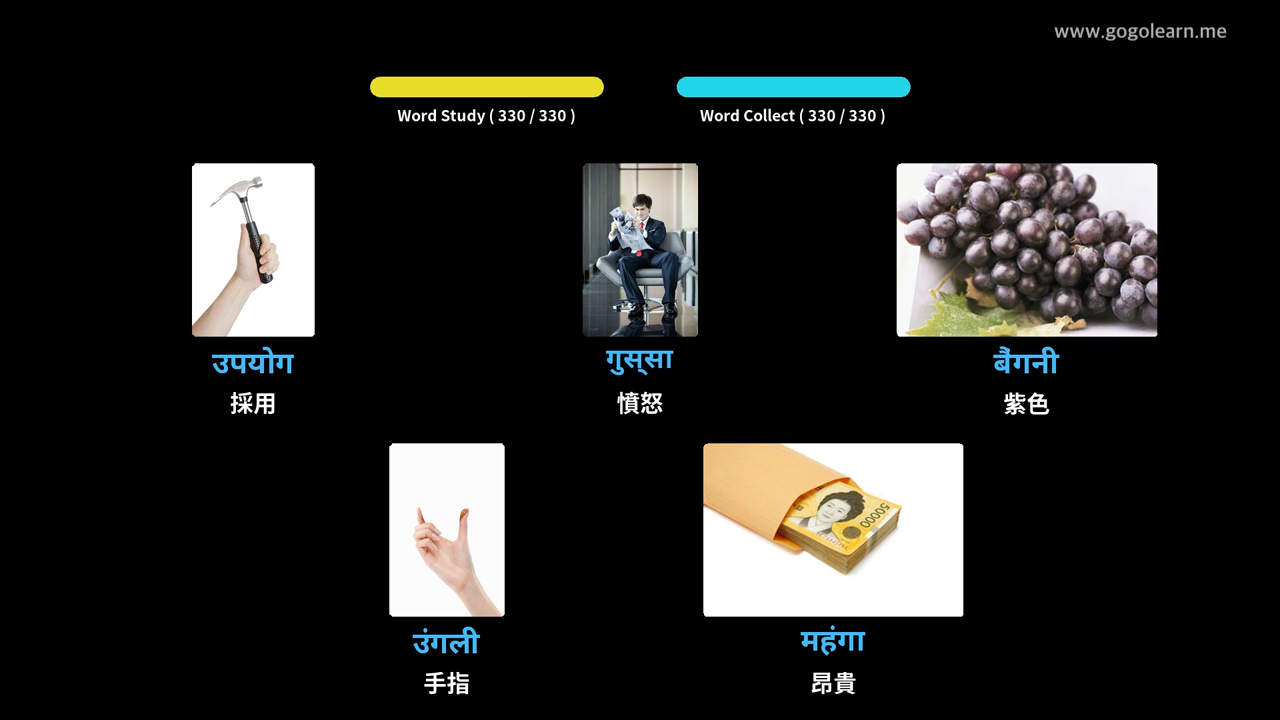 www.gogolearn.me
Word Study ( 330 / 330 )
Word Collect ( 330 / 330 )
उपयोग
採用
गुस्सा
憤怒
बैंगनी
紫色
उंगली
手指
महंगा
昂貴
50000